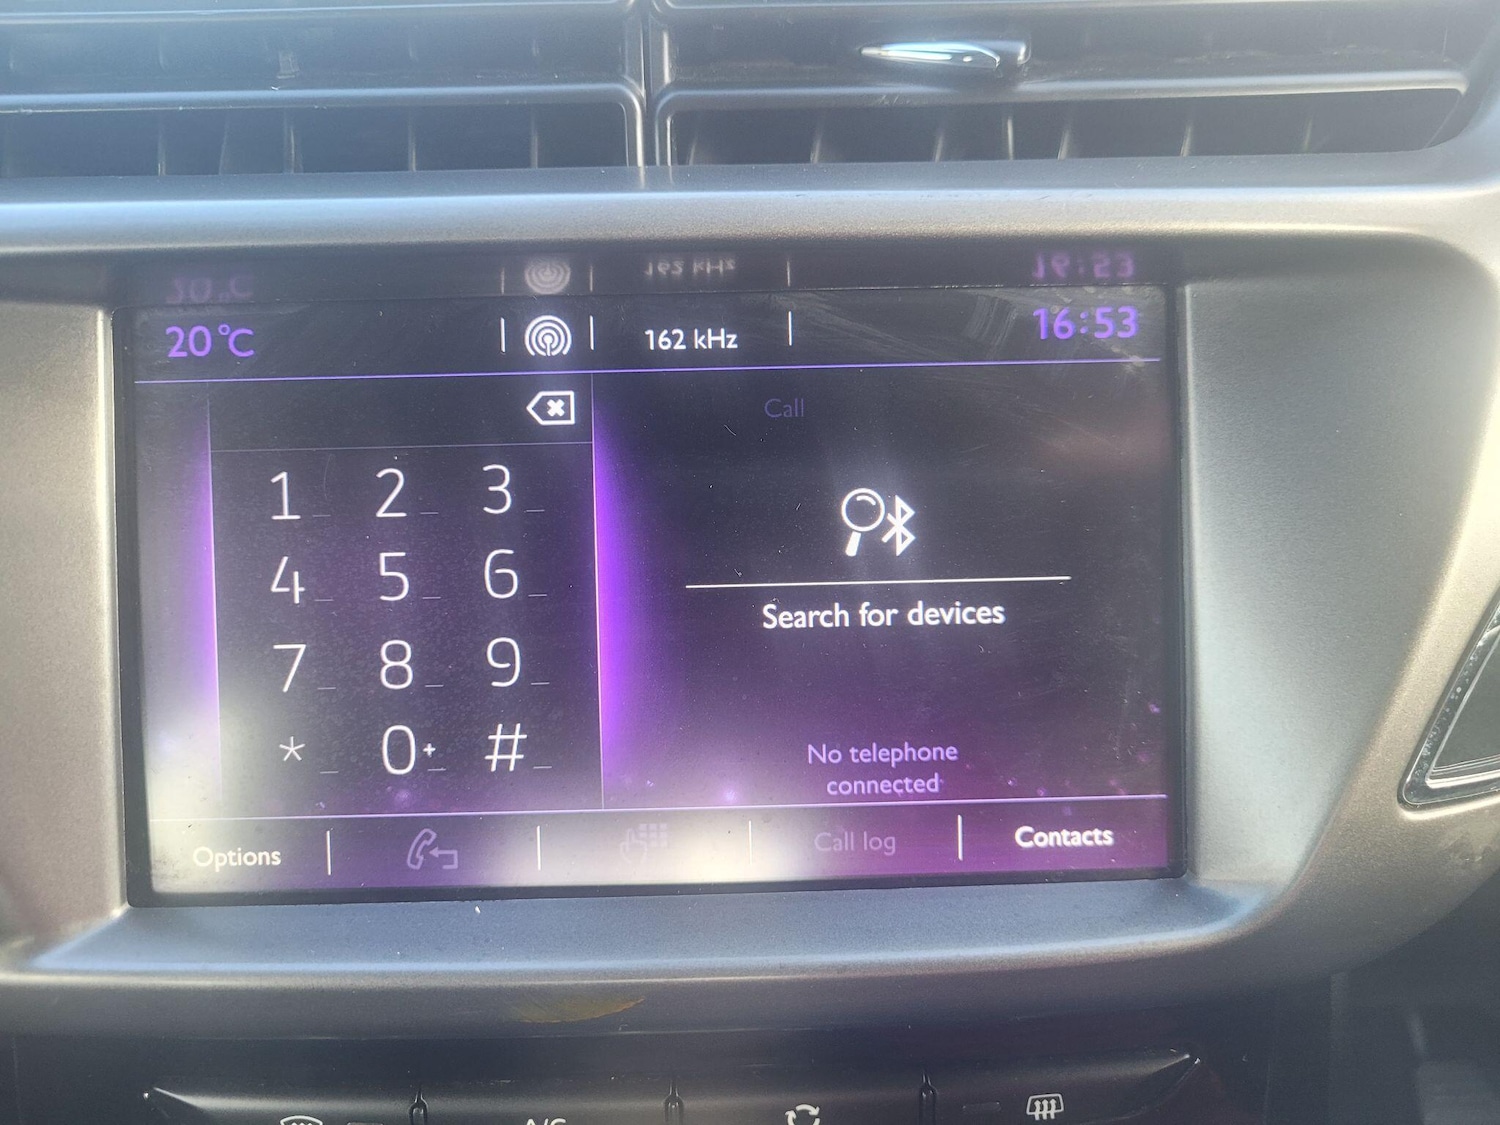 20°C
162 kHz
16:53
Call
1 2 3
4 5 6
7 8 9
* 0+ #
Search for devices
No telephone
connected
Options
Call log
Contacts
A/C